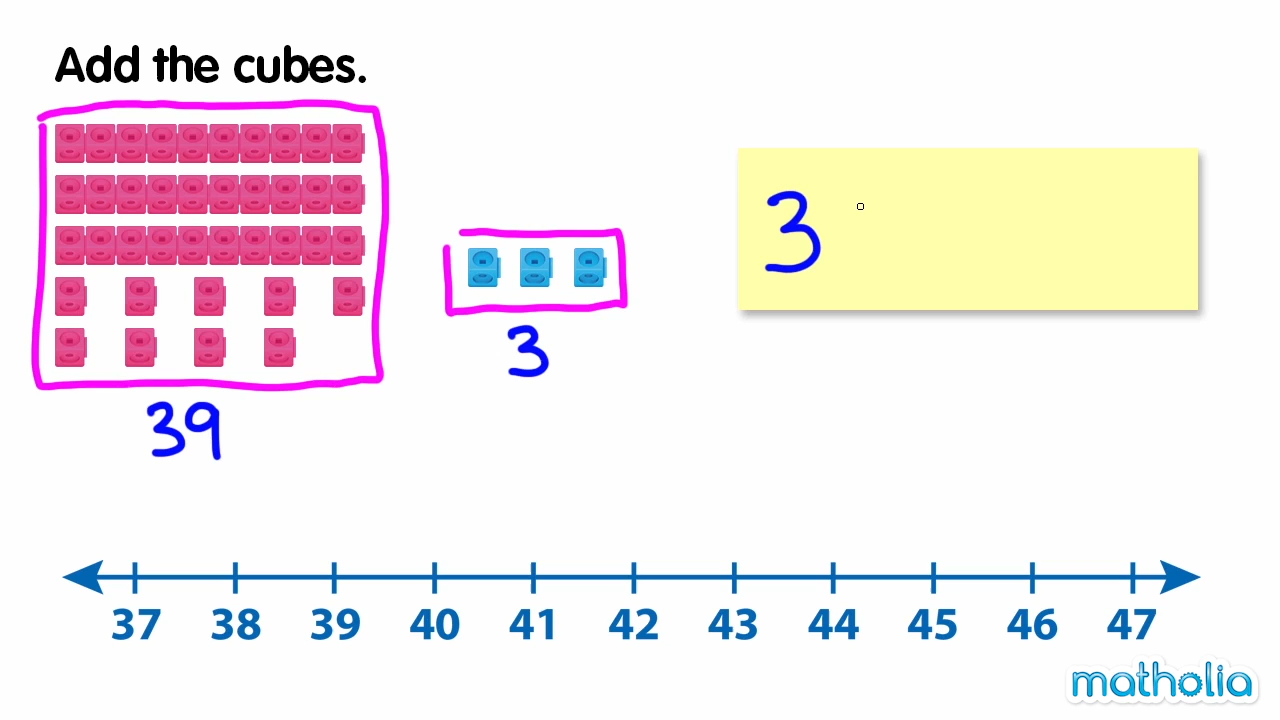 Add the cubes.
3
3
39
37 38 39 40 41 42 43 44 45 46 47
matholia